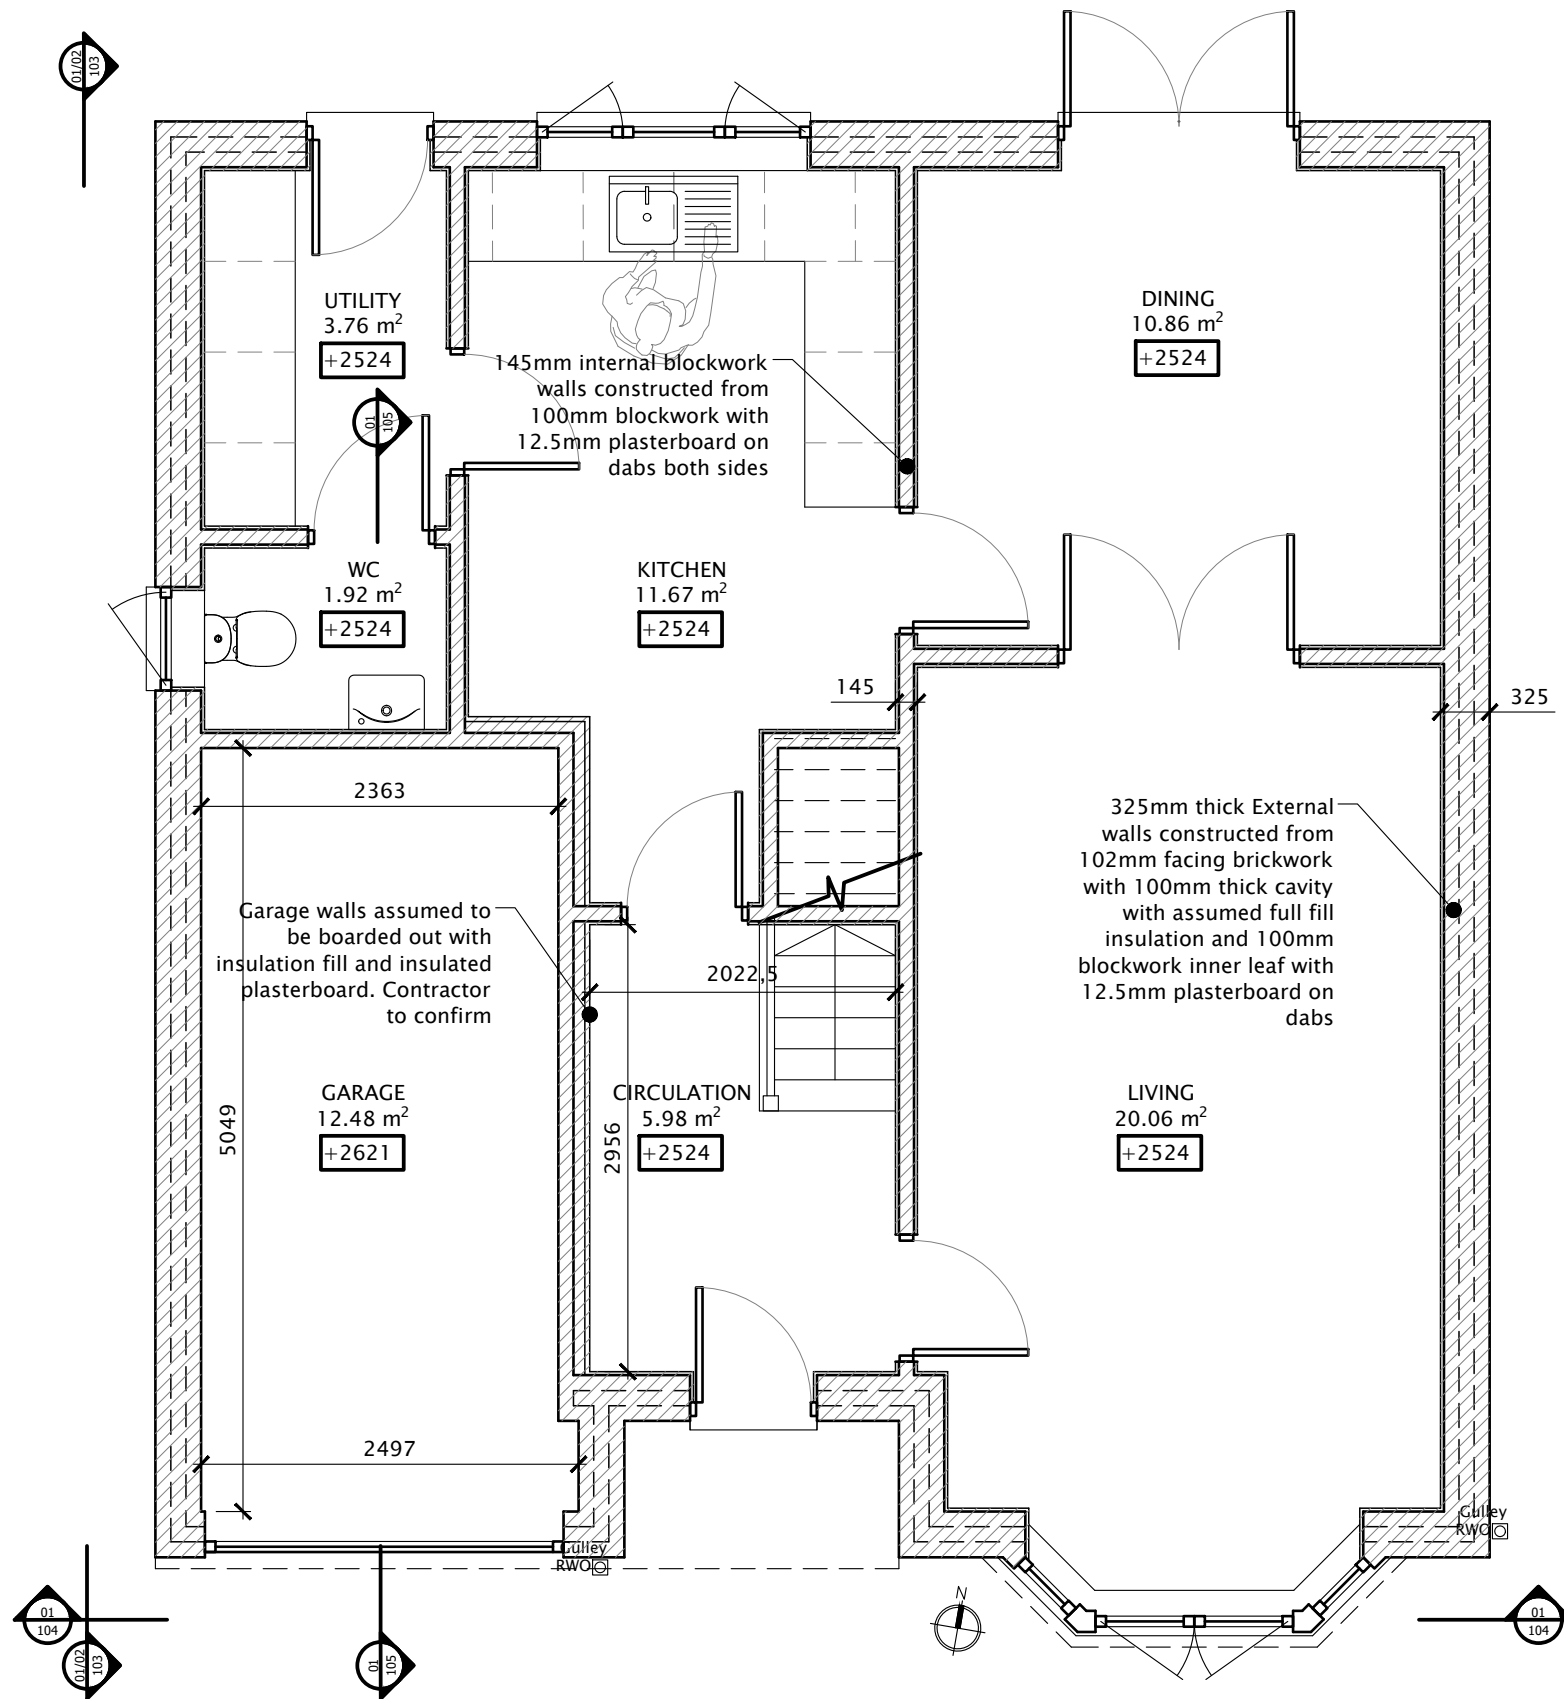 01/02
103
UTILITY
3.76 m²
+2524
DINING
10.86 m²
+2524
145mm internal blockwork
walls constructed from
100mm blockwork with
12.5mm plasterboard on
dabs both sides
01
105
WC
1.92 m²
+2524
KITCHEN
11.67 m²
+2524
145
325
2363
325mm thick External
walls constructed from
102mm facing brickwork
with 100mm thick cavity
with assumed full fill
insulation and 100mm
blockwork inner leaf with
12.5mm plasterboard on
dabs
Garage walls assumed to
be boarded out with
insulation fill and insulated
plasterboard. Contractor
to confirm
2022,5
GARAGE
12.48 m²
+2621
5049
CIRCULATION
5.98 m²
+2524
2956
LIVING
20.06 m²
+2524
2497
Gulley
RWO
Gulley
RWO
N
01
104
01/02
103
01
105
01
104